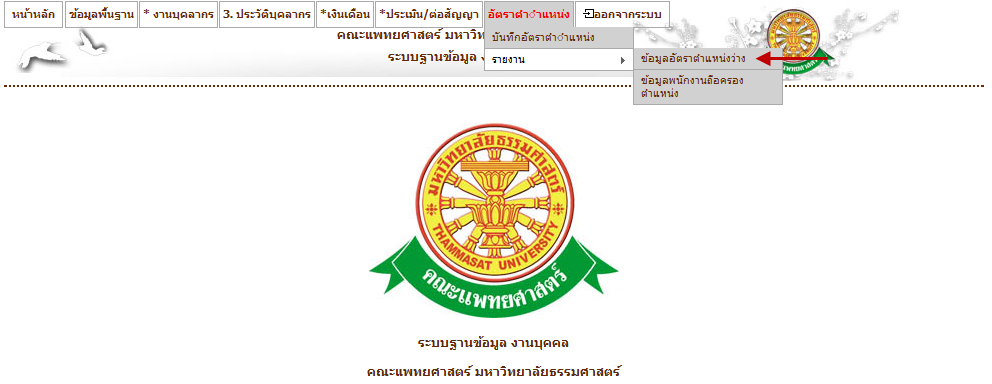 หน้าหลัก ข้อมูลพื้นฐาน * งานบุคลากร 3. ประวัติบุคลากร *เงินเดือน *ประเมิน/ต่อสัญญา อัตราตำแหน่ง ออกจากระบบ
คณะแพทยศาสตร์ มหาวิท
บันทึกอัตราตำแหน่ง
ระบบฐานข้อมูล
รายงาน
ข้อมูลอัตราตำแหน่งว่าง
ข้อมูลพนักงานถือครอง
ตำแหน่ง
มหาวิทยาลัยธรรมศาสตร์
THAMMASAT UNIVERSITY
คณะแพทยศาสตร์
ระบบฐานข้อมูล งานบุคคล
คณะแพทยศาสตร์ มหาวิทยาลัยธรรมศาสตร์